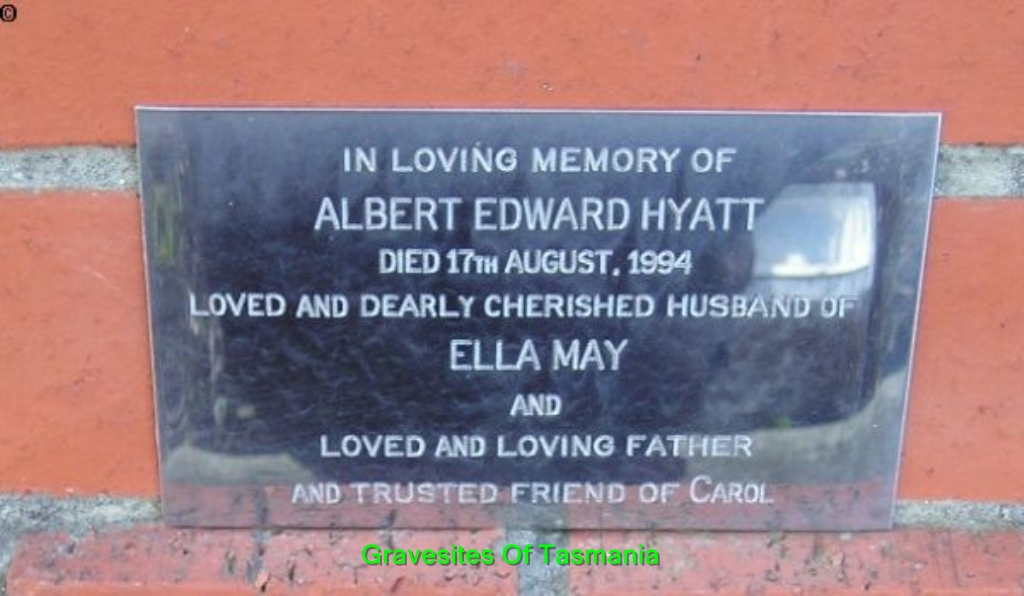 ©
IN LOVING MEMORY OF
ALBERT EDWARD HYATT
DIED 17TH AUGUST, 1994
LOVED AND DEARLY CHERISHED HUSBAND OF
ELLA MAY
AND
LOVED AND LOVING FATHER
AND TRUSTED FRIEND OF CAROL
Gravesites Of Tasmania